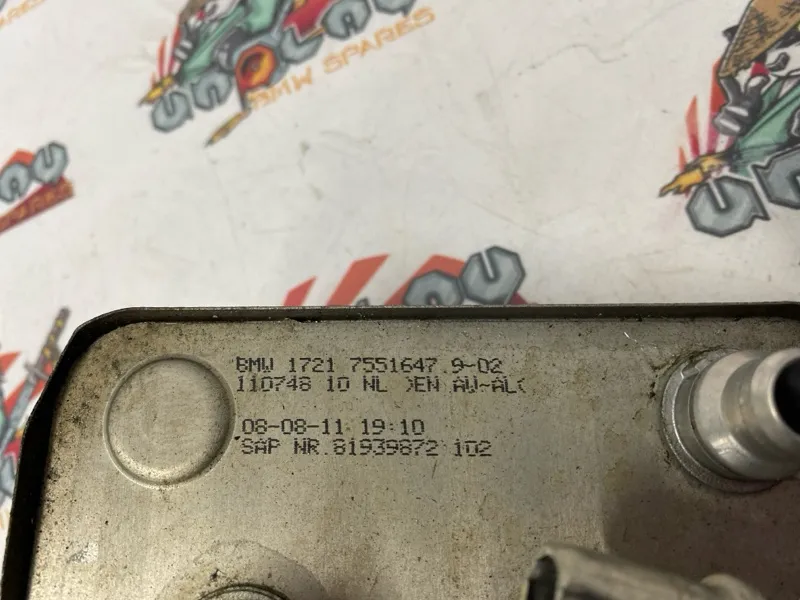 UNPLAU
BMW SPARES
BMW 1721 7551647.9-02
110748 10 NL >EN AW-AL<
08-08-11 19:10
SAP NR.81939872 102